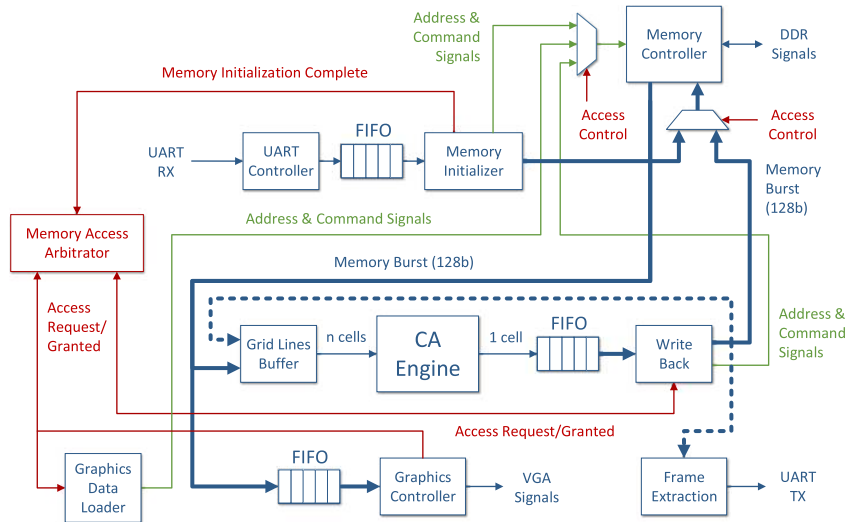 Address &
Command
Signals
Memory
Controller
DDR
Signals
Memory Initialization Complete
Access
Control
Access
Control
FIFO
UART
RX
UART
Controller
Memory
Initializer
Memory
Burst
(128b)
Address & Command Signals
Memory Access
Arbitrator
Memory Burst (128b)
Access
Request/
Granted
Address &
Command
Signals
Grid Lines
Buffer
n cells
CA
Engine
1 cell
FIFO
Write
Back
Access Request/Granted
FIFO
Graphics
Data
Loader
Graphics
Controller
VGA
Signals
Frame
Extraction
UART
TX